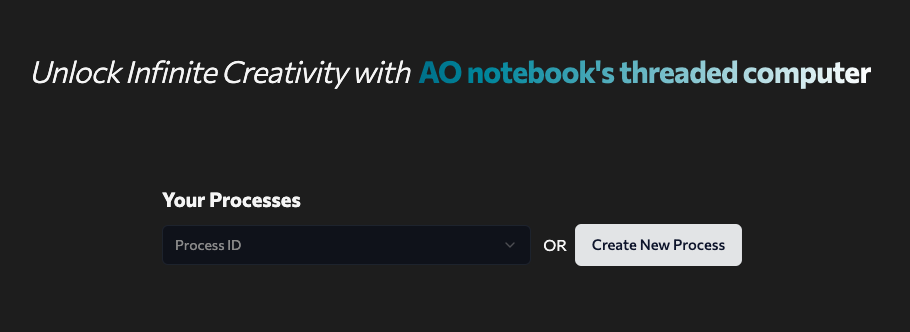 Unlock Infinite Creativity with AO notebook's threaded computer
Your Processes
Process ID OR Create New Process